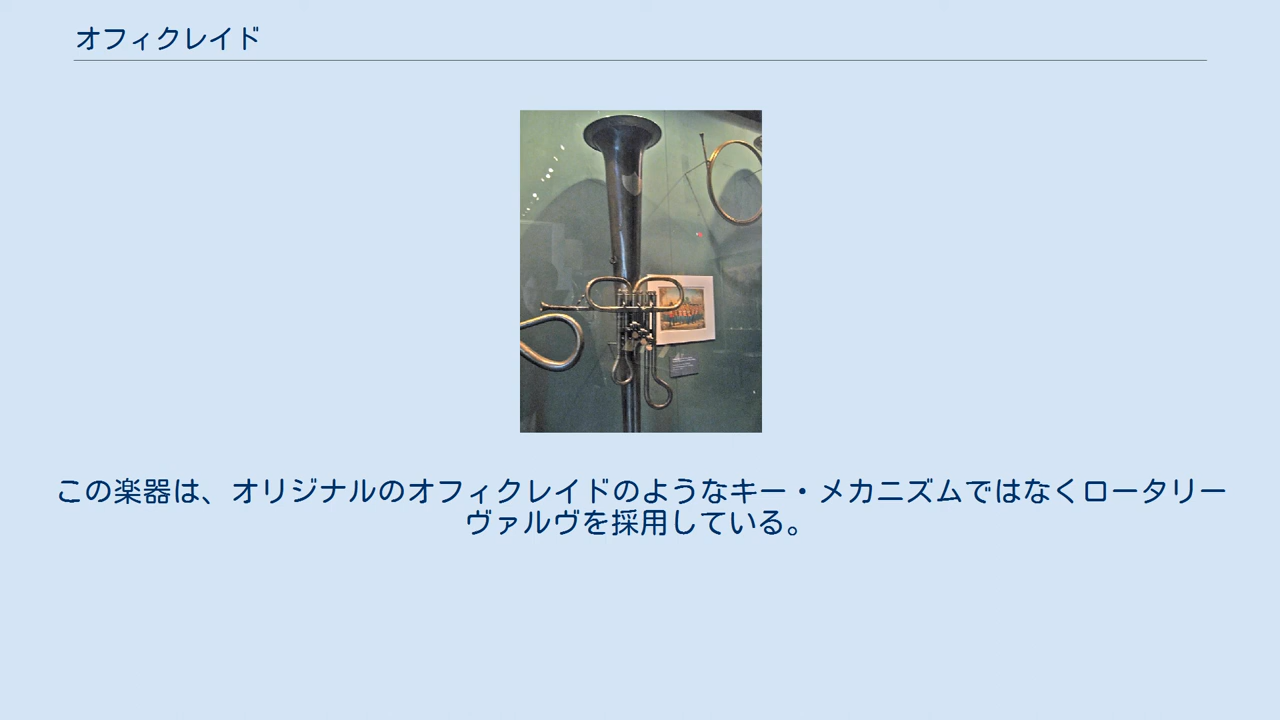 オフィクレイド
この楽器は、オリジナルのオフィクレイドのようなキー・メカニズムではなくロータリー
ヴァルヴを採用している。